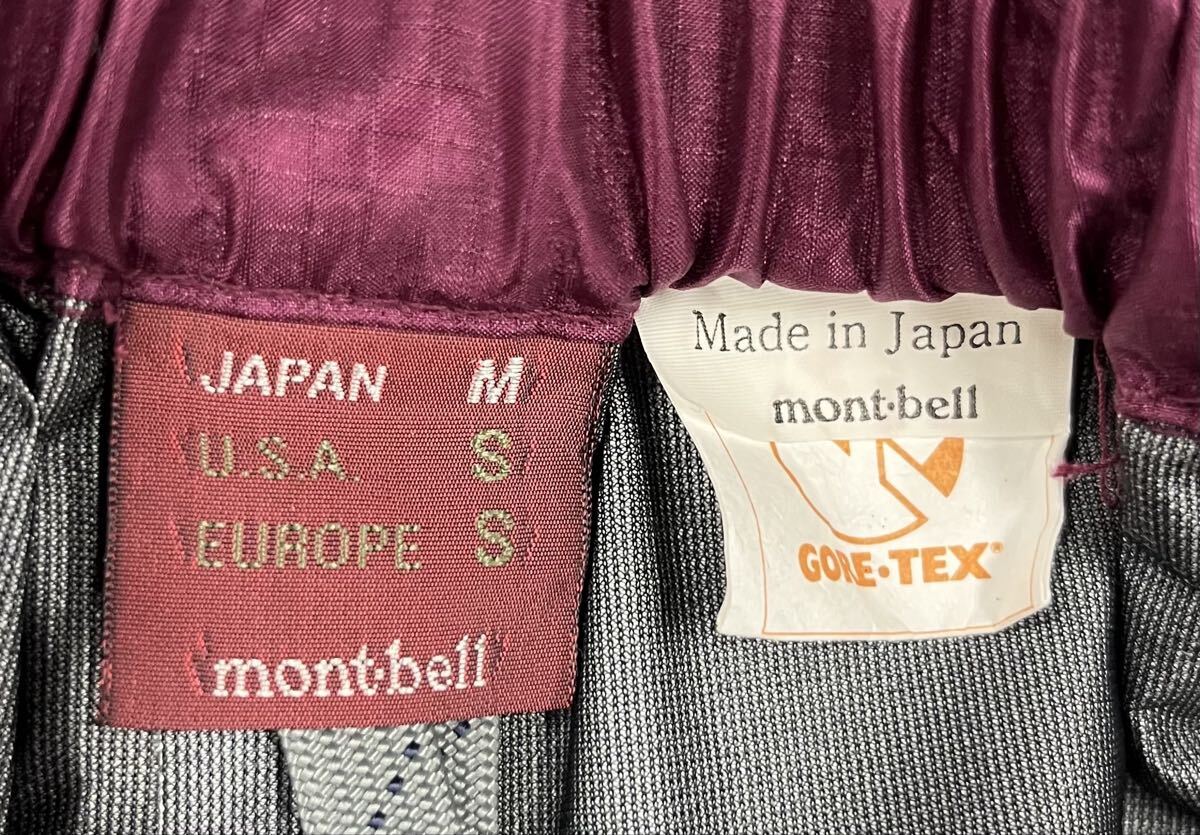 JAPAN M
U.S.A. S
EUROPE S
mont·bell
Made in Japan
mont·bell
GORE-TEX®